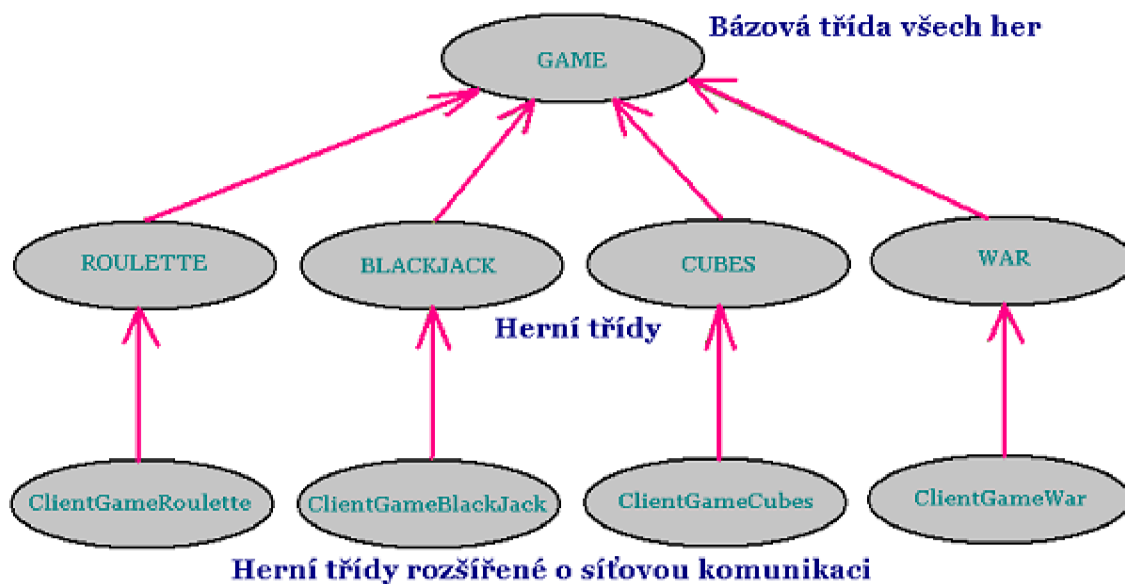 Bázová třída všech her
GAME
ROULETTE
BLACKJACK
CUBES
WAR
Herní třídy
ClientGameRoulette
ClientGameBlackJack
ClientGameCubes
ClientGameWar
Herní třídy rozšířené o síťovou komunikaci